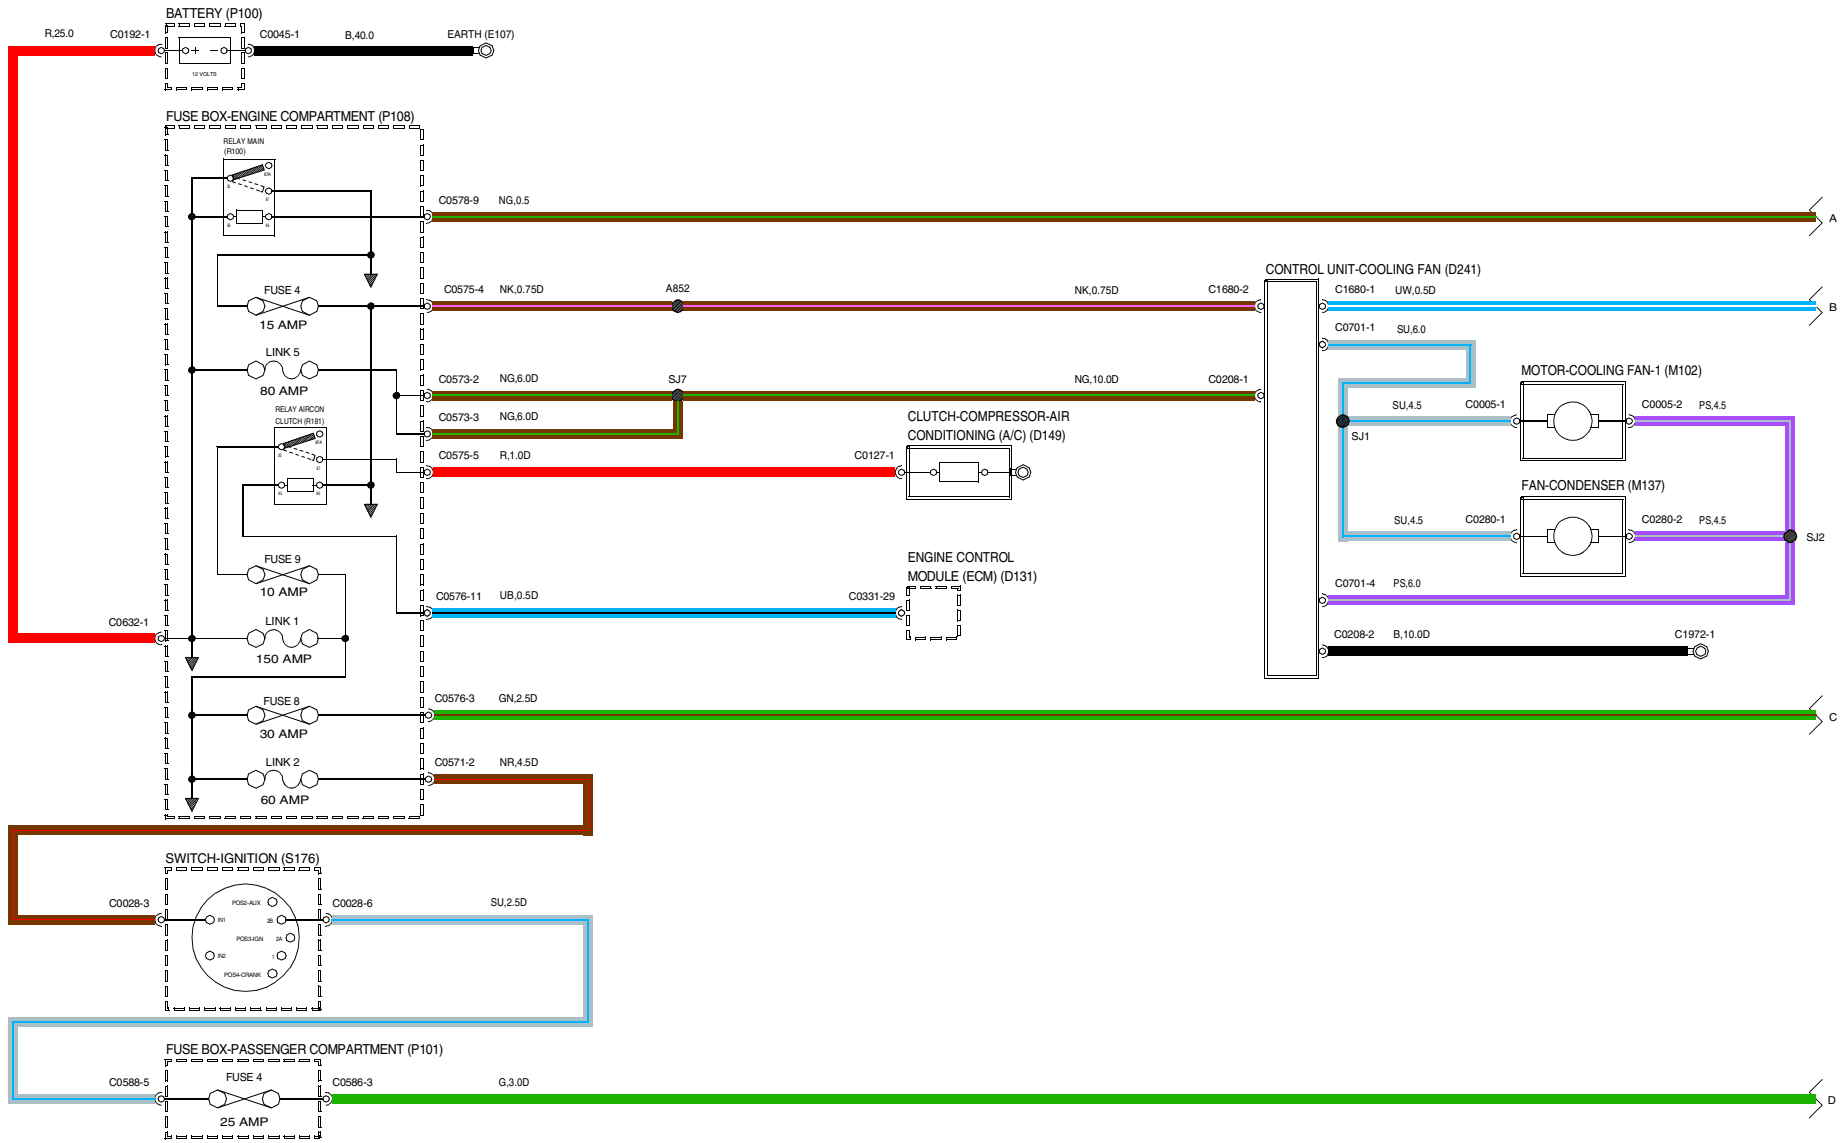 BATTERY (P100)
R,25.0
C0192-1
C0045-1
B,40.0
EARTH (E107)
+ −
12 VOLTS
FUSE BOX-ENGINE COMPARTMENT (P108)
RELAY MAIN
(R100)
87A
30
87
86
C0578-9
NG,0.5
A
CONTROL UNIT-COOLING FAN (D241)
FUSE 4
15 AMP
C0575-4
NK,0.75D
A852
NK,0.75D
C1680-2
C1680-1
UW,0.5D
B
C0701-1
SU,6.0
LINK 5
80 AMP
C0573-2
NG,6.0D
SJ7
NG,10.0D
C0208-1
MOTOR-COOLING FAN-1 (M102)
SU,4.5
C0005-1
C0005-2
PS,4.5
SJ1
RELAY AIRCON
CLUTCH (R181)
87A
30
87
C0573-3
NG,6.0D
CLUTCH-COMPRESSOR-AIR
CONDITIONING (A/C) (D149)
C0575-5
R,1.0D
C0127-1
FAN-CONDENSER (M137)
SU,4.5
C0280-1
C0280-2
PS,4.5
SJ2
FUSE 9
10 AMP
ENGINE CONTROL
MODULE (ECM) (D131)
C0576-11
UB,0.5D
C0331-29
C0701-4
PS,6.0
C0632-1
LINK 1
150 AMP
C0208-2
B,10.0D
C1972-1
FUSE 8
30 AMP
C0576-3
GN,2.5D
C
LINK 2
60 AMP
C0571-2
NR,4.5D
SWITCH-IGNITION (S176)
C0028-3
C0028-6
SU,2.5D
POS2-AUX
IN1
2B
POS3-IGN
2A
IN2
1
POS4-CRANK
FUSE BOX-PASSENGER COMPARTMENT (P101)
C0588-5
FUSE 4
25 AMP
C0586-3
G,3.0D
D